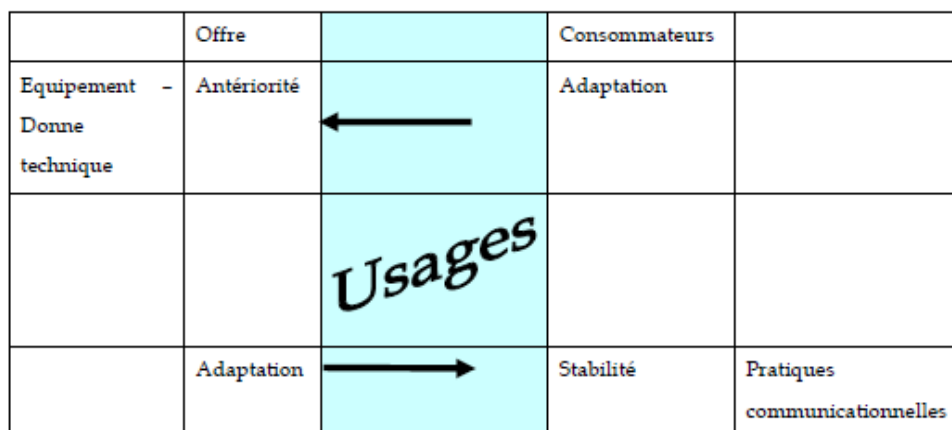 Offre
Consommateurs
Equipement –
Donne
technique
Antériorité
Adaptation
Usages
Adaptation
Stabilité
Pratiques
communicationnelles